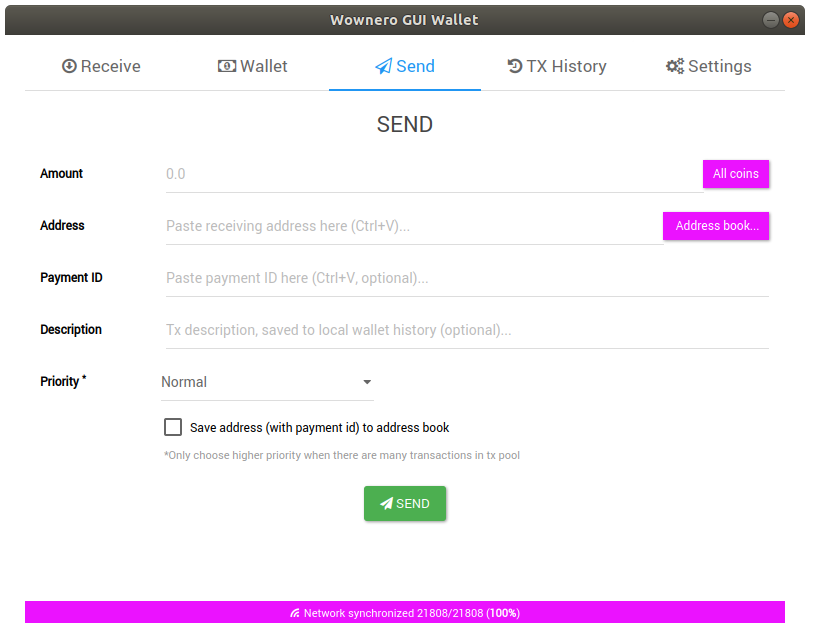 Wownero GUI Wallet
Receive Wallet Send TX History Settings
SEND
Amount 0.0 All coins
Address Paste receiving address here (Ctrl+V)... Address book...
Payment ID Paste payment ID here (Ctrl+V, optional)...
Description Tx description, saved to local wallet history (optional)...
Priority * Normal
Save address (with payment id) to address book
*Only choose higher priority when there are many transactions in tx pool
SEND
Network synchronized 21808/21808 (100%)